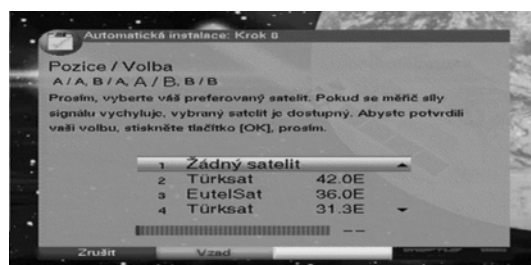 Automatická instalace: Krok 8
Pozice / Volba
A / A, B / A, A / B, B / B
Prosím, vyberte váš preferovaný satelit. Pokud se měřič síly
signálu vychyluje, vybraný satelit je dostupný. Abyste potvrdili
vaši volbu, stiskněte tlačítko [OK], prosím.
1 Žádný satelit
2 Türksat 42.0E
3 EutelSat 36.0E
4 Türksat 31.3E
--
Zrušit Vzad